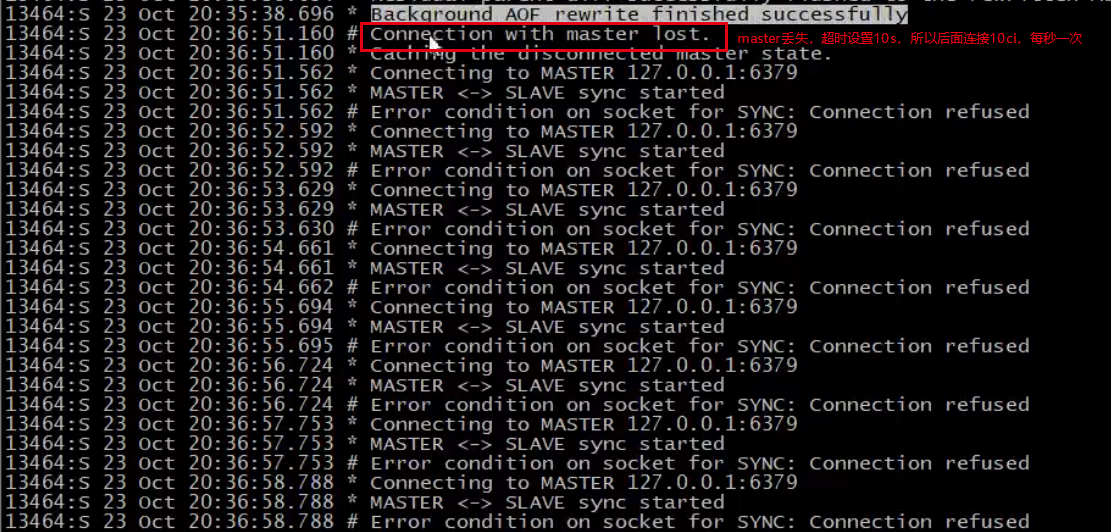 13464:S 23 Oct 20:35:38.696 * Background AOF rewrite finished successfully
13464:S 23 Oct 20:36:51.160 # Connection with master lost. master丢失，超时设置10s，所以后面连接10ci，每秒一次
13464:S 23 Oct 20:36:51.160 * Caching the disconnected master state.
13464:S 23 Oct 20:36:51.562 * Connecting to MASTER 127.0.0.1:6379
13464:S 23 Oct 20:36:51.562 * MASTER <-> SLAVE sync started
13464:S 23 Oct 20:36:51.562 # Error condition on socket for SYNC: Connection refused
13464:S 23 Oct 20:36:52.592 * Connecting to MASTER 127.0.0.1:6379
13464:S 23 Oct 20:36:52.592 * MASTER <-> SLAVE sync started
13464:S 23 Oct 20:36:52.592 # Error condition on socket for SYNC: Connection refused
13464:S 23 Oct 20:36:53.629 * Connecting to MASTER 127.0.0.1:6379
13464:S 23 Oct 20:36:53.629 * MASTER <-> SLAVE sync started
13464:S 23 Oct 20:36:53.630 # Error condition on socket for SYNC: Connection refused
13464:S 23 Oct 20:36:54.661 * Connecting to MASTER 127.0.0.1:6379
13464:S 23 Oct 20:36:54.661 * MASTER <-> SLAVE sync started
13464:S 23 Oct 20:36:54.662 # Error condition on socket for SYNC: Connection refused
13464:S 23 Oct 20:36:55.694 * Connecting to MASTER 127.0.0.1:6379
13464:S 23 Oct 20:36:55.694 * MASTER <-> SLAVE sync started
13464:S 23 Oct 20:36:55.695 # Error condition on socket for SYNC: Connection refused
13464:S 23 Oct 20:36:56.724 * Connecting to MASTER 127.0.0.1:6379
13464:S 23 Oct 20:36:56.724 * MASTER <-> SLAVE sync started
13464:S 23 Oct 20:36:56.724 # Error condition on socket for SYNC: Connection refused
13464:S 23 Oct 20:36:57.753 * Connecting to MASTER 127.0.0.1:6379
13464:S 23 Oct 20:36:57.753 * MASTER <-> SLAVE sync started
13464:S 23 Oct 20:36:57.753 # Error condition on socket for SYNC: Connection refused
13464:S 23 Oct 20:36:58.788 * Connecting to MASTER 127.0.0.1:6379
13464:S 23 Oct 20:36:58.788 * MASTER <-> SLAVE sync started
13464:S 23 Oct 20:36:58.788 # Error condition on socket for SYNC: Connection refused